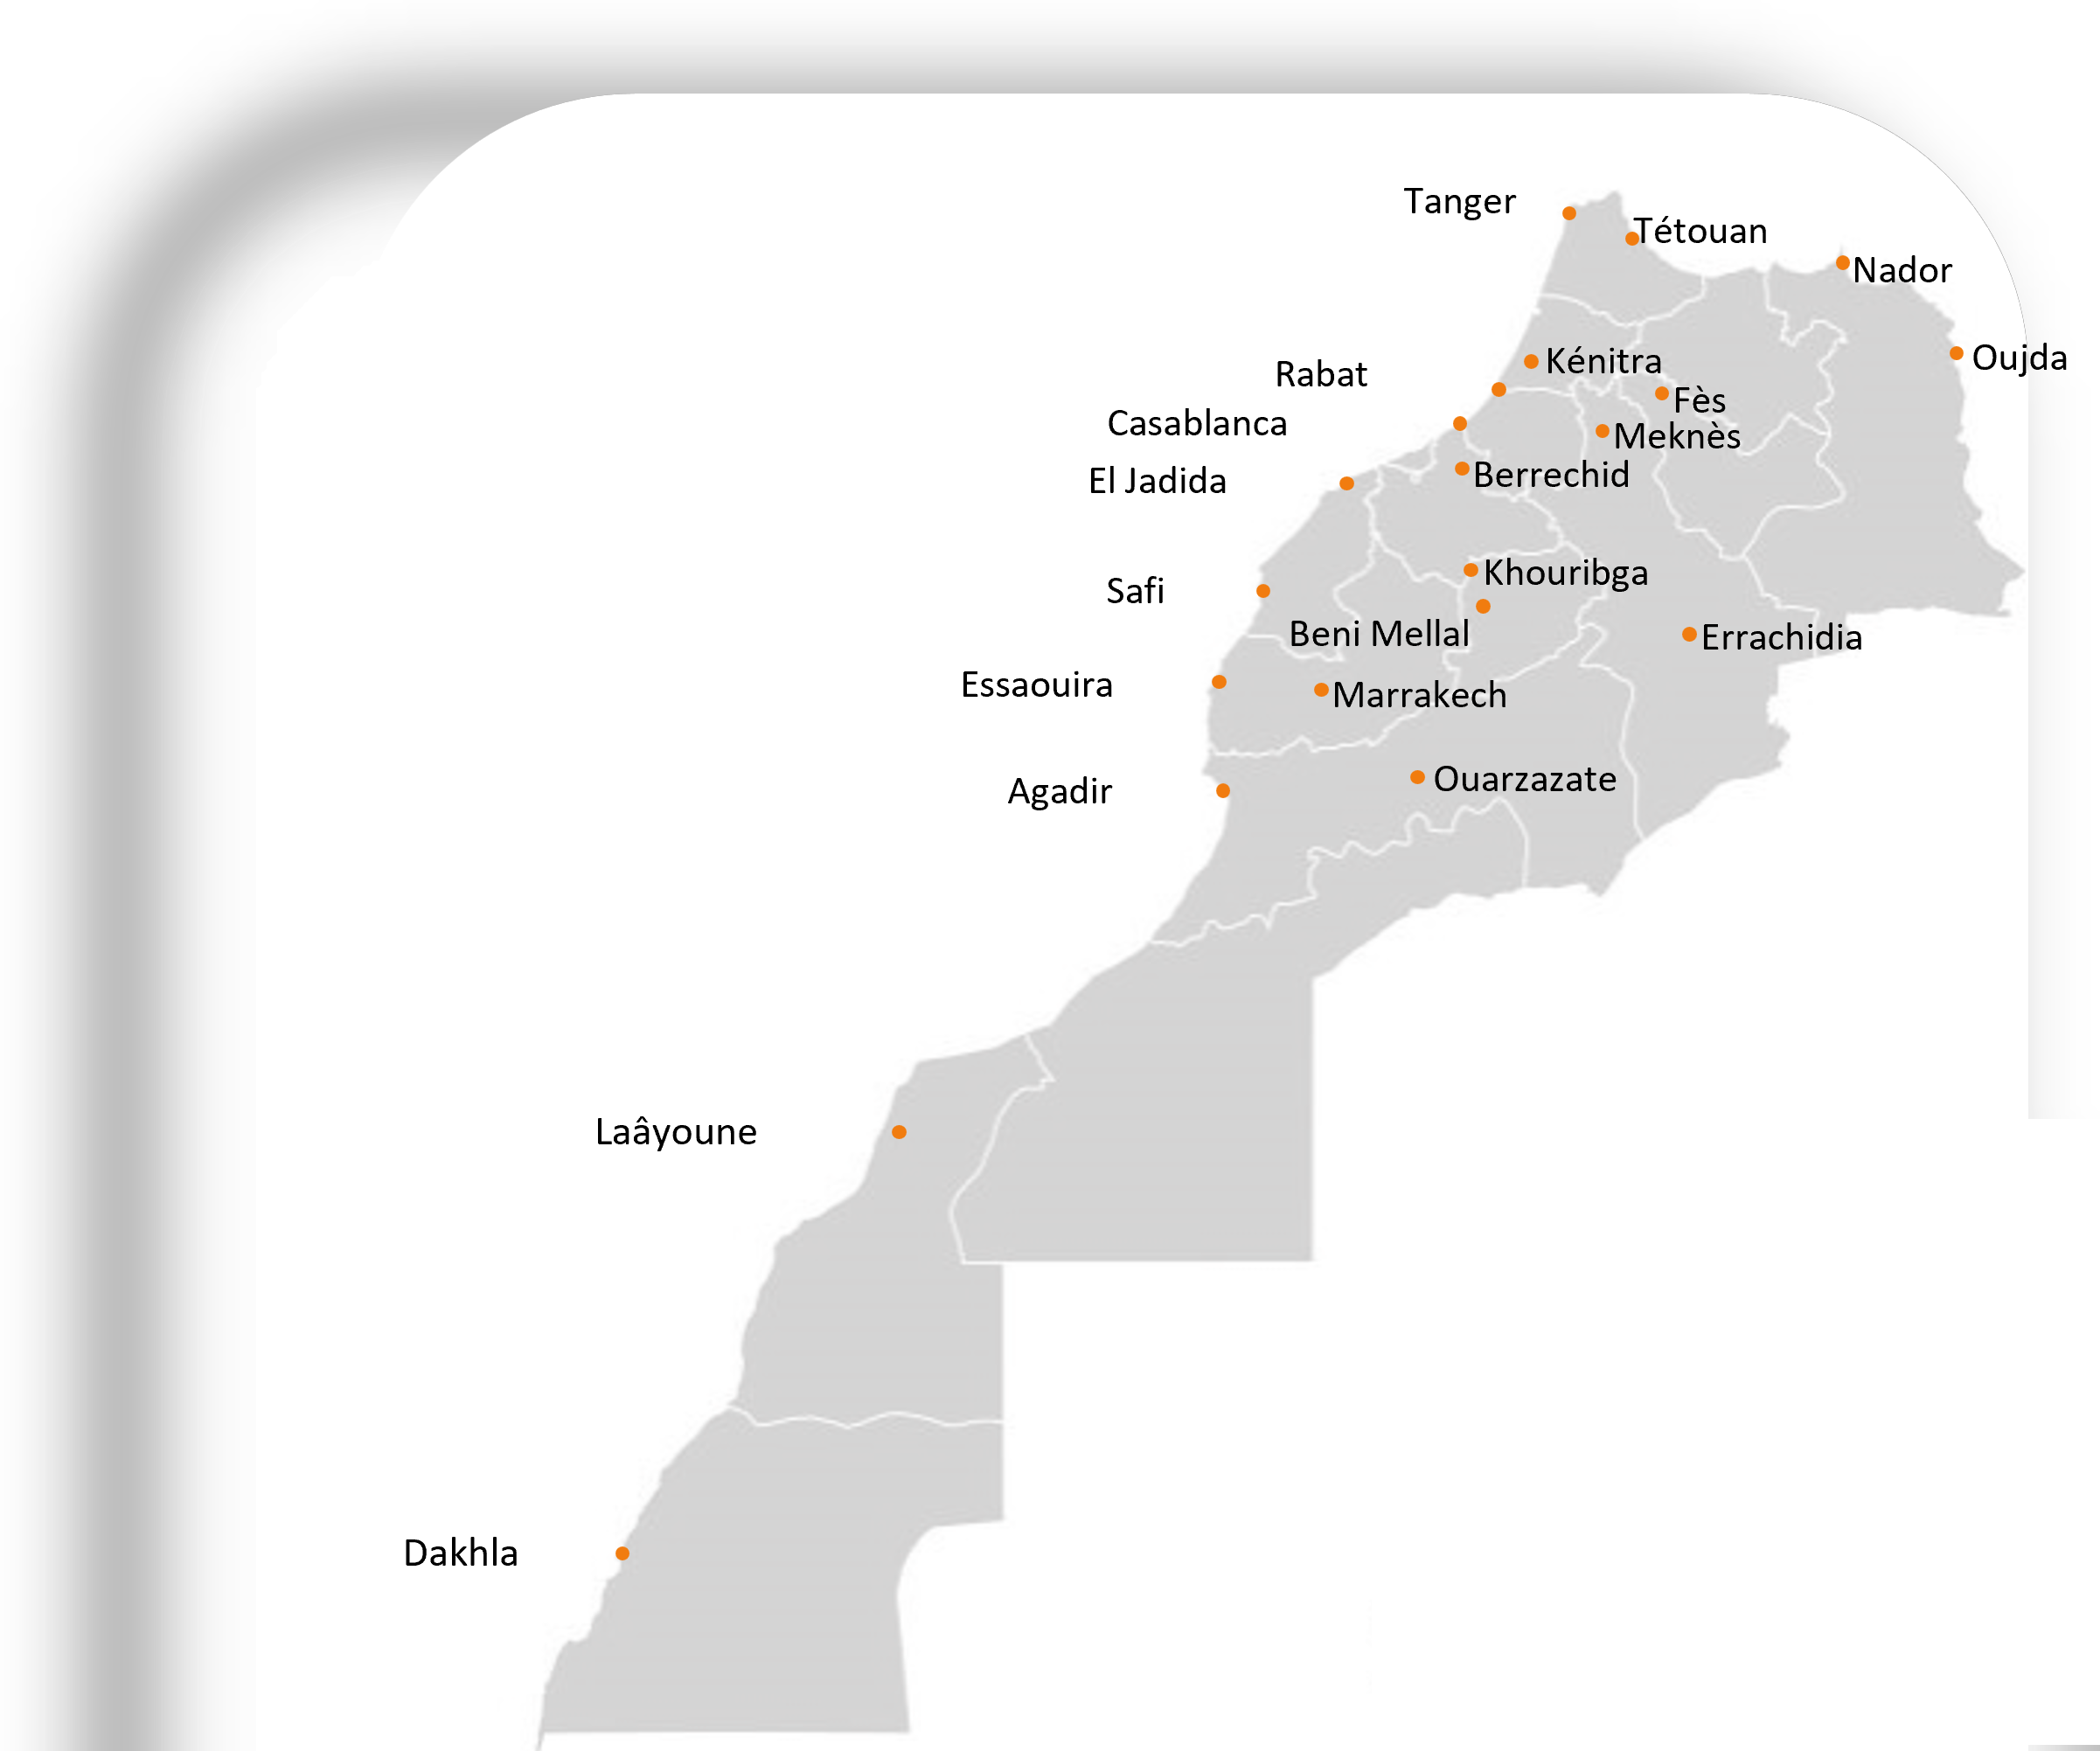 Tanger
Tétouan
Nador
Oujda
Kénitra
Rabat
Fès
Casablanca
Meknès
Berrechid
El Jadida
Khouribga
Safi
Beni Mellal
Errachidia
Essaouira
Marrakech
Ouarzazate
Agadir
Laâyoune
Dakhla